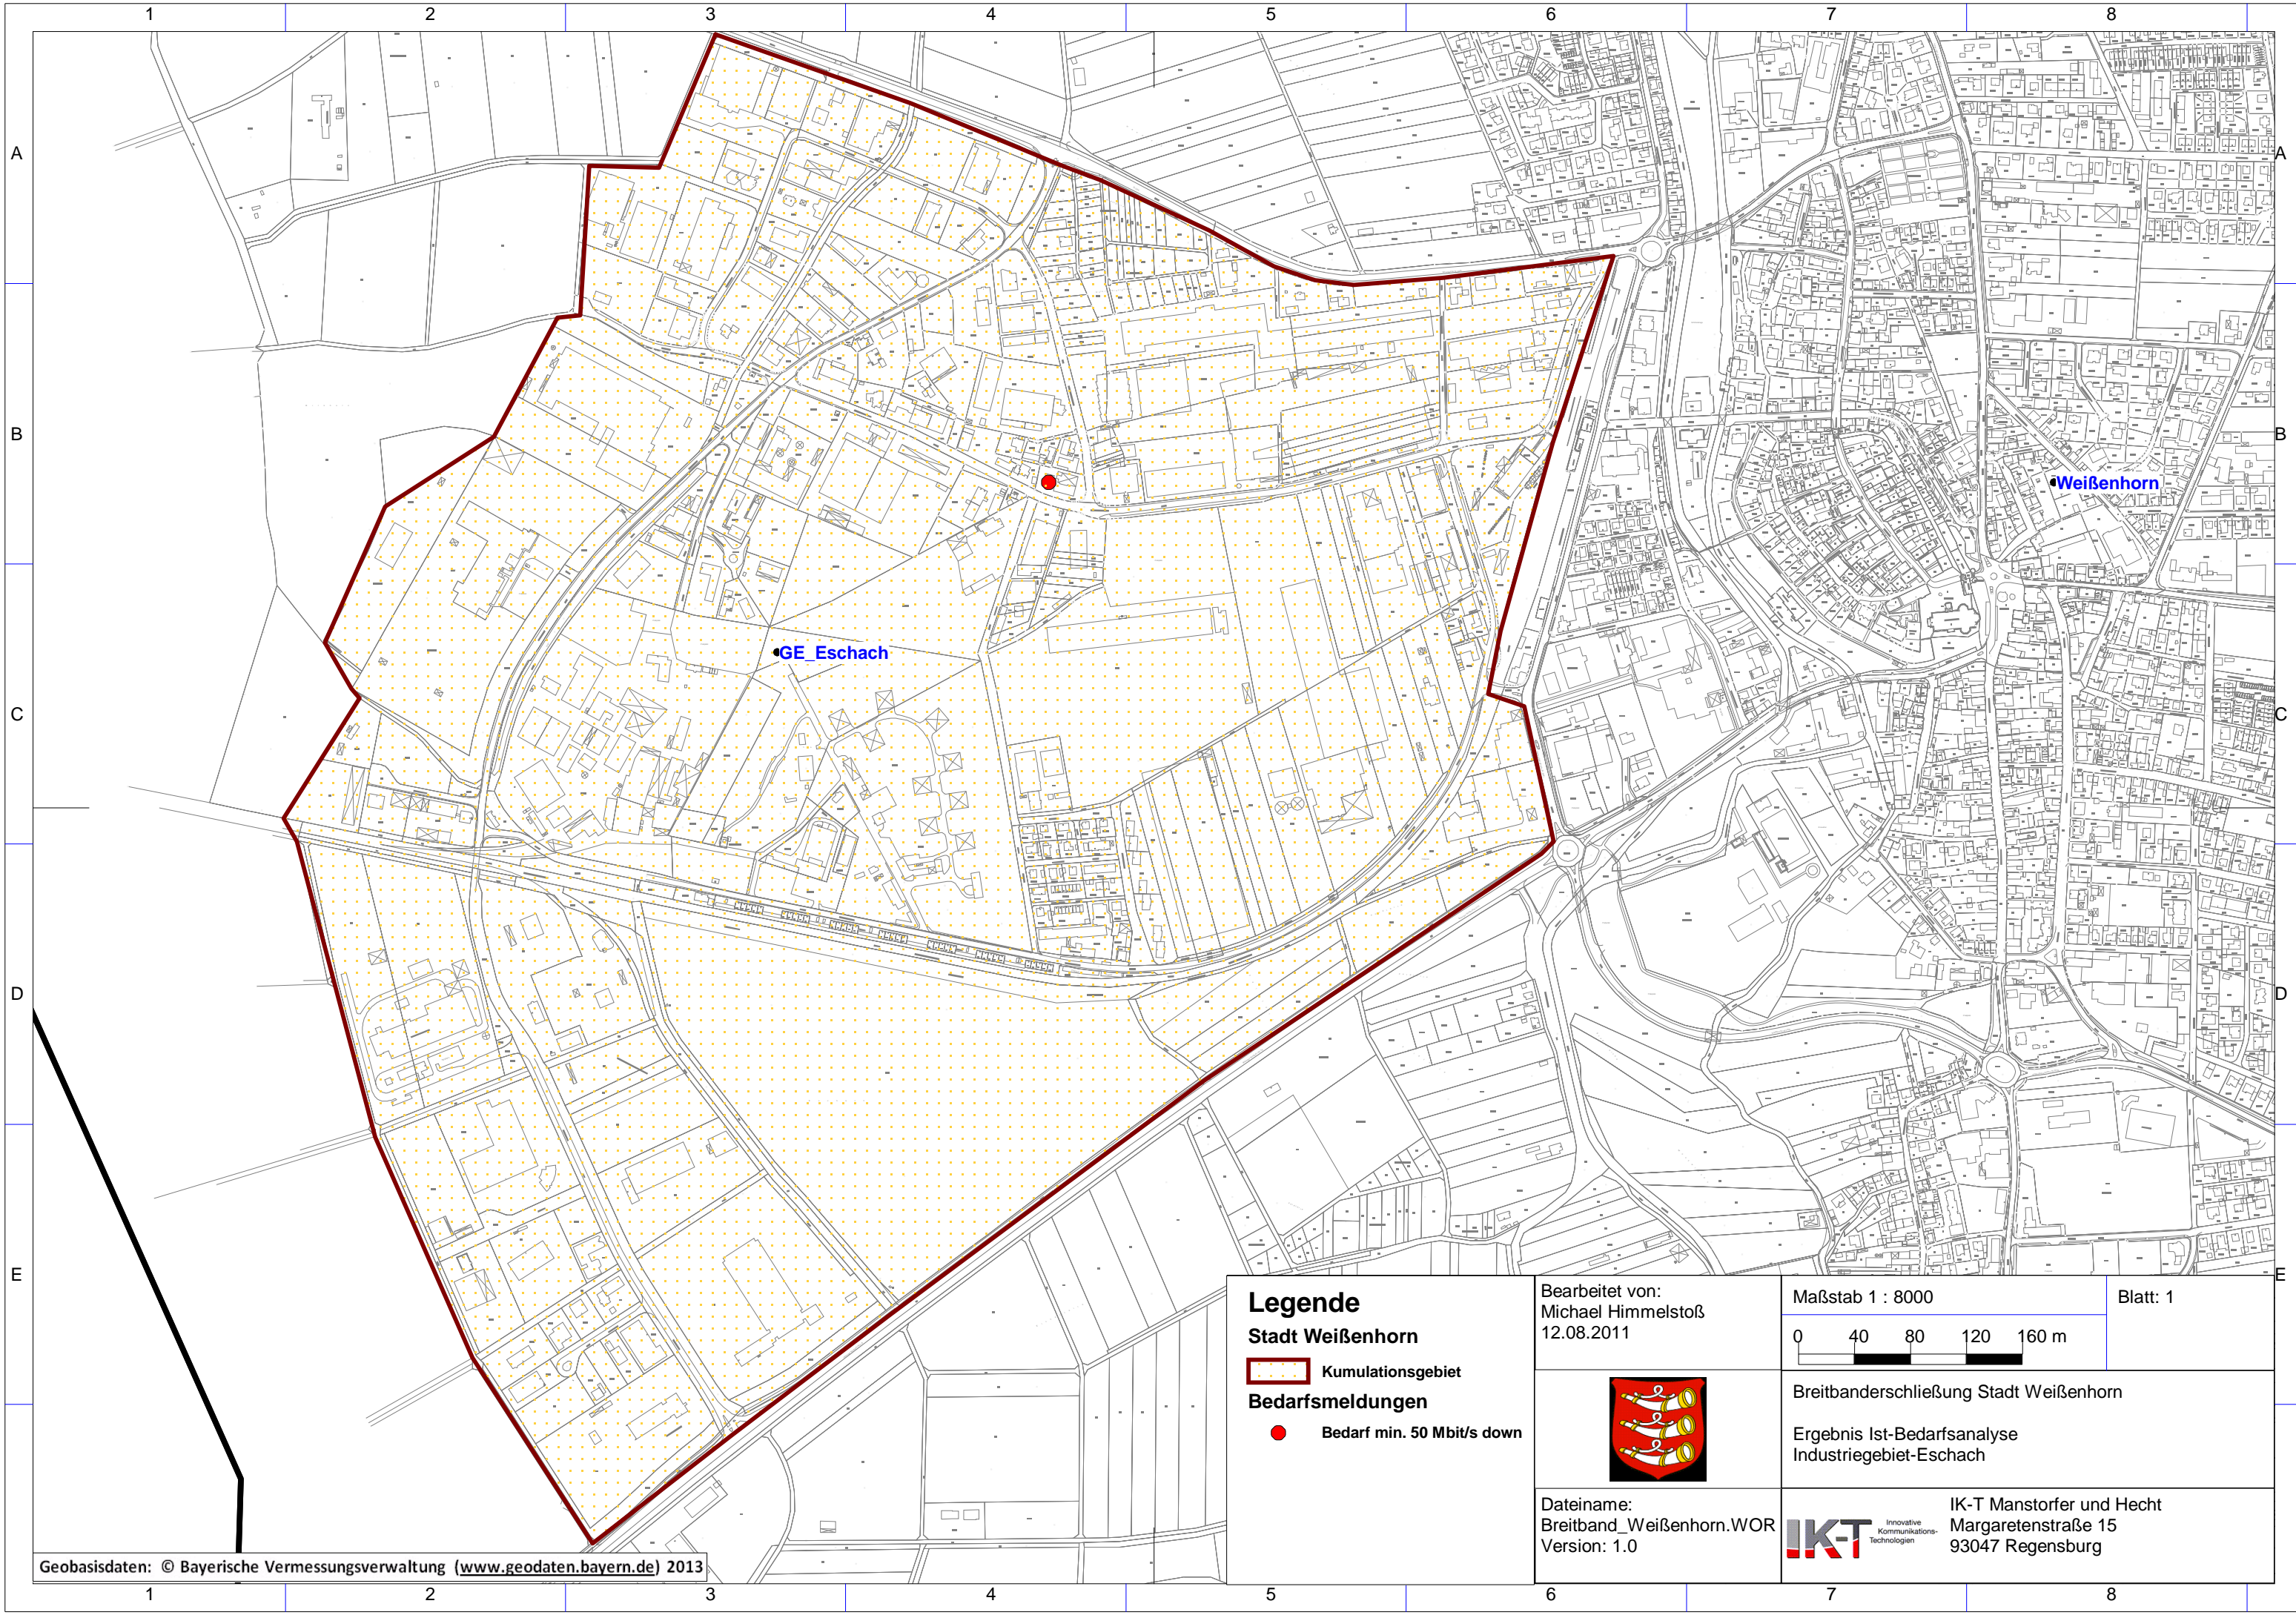 1 2 3 4 5 6 7 8
A A
B B
Weißenhorn
GE_Eschach
C C
D D
E E
Legende
Stadt Weißenhorn
Kumulationsgebiet
Bedarfsmeldungen
Bedarf min. 50 Mbit/s down
Bearbeitet von:
Michael Himmelstoß
12.08.2011
Maßstab 1 : 8000
Blatt: 1
0 40 80 120 160 m
Breitbanderschließung Stadt Weißenhorn
Ergebnis Ist-Bedarfsanalyse
Industriegebiet-Eschach
Dateiname:
Breitband_Weißenhorn.WOR
Version: 1.0
IK-T
Innovative
Kommunikations-
Technologien
IK-T Manstorfer und Hecht
Margaretenstraße 15
93047 Regensburg
Geobasisdaten: © Bayerische Vermessungsverwaltung (www.geodaten.bayern.de) 2013
1 2 3 4 5 6 7 8